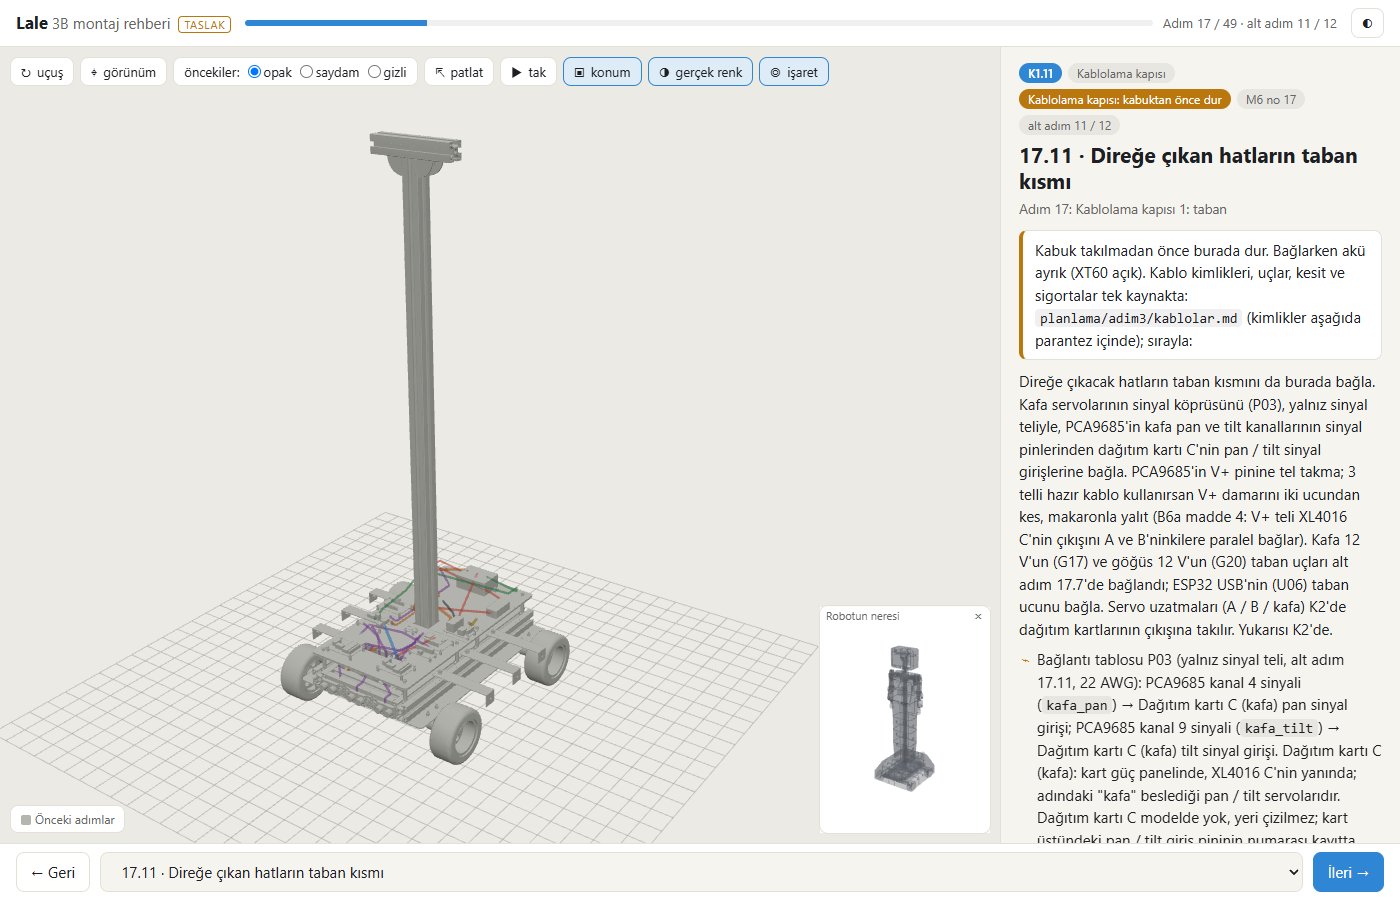 Lale 3B montaj rehberi TASLAK
Adım 17 / 49 · alt adım 11 / 12
↻ uçuş
⌖ görünüm
öncekiler: opak saydam gizli
⇱ patlat
▶ tak
▣ konum
◑ gerçek renk
◎ işaret
K1.11 Kablolama kapısı
Kablolama kapısı: kabuktan önce dur M6 no 17
alt adım 11 / 12
17.11 · Direğe çıkan hatların taban
kısmı
Adım 17: Kablolama kapısı 1: taban
Kabuk takılmadan önce burada dur. Bağlarken akü
ayrık (XT60 açık). Kablo kimlikleri, uçlar, kesit ve
sigortalar tek kaynakta:
planlama/adim3/kablolar.md (kimlikler aşağıda
parantez içinde); sırayla:
Direğe çıkacak hatların taban kısmını da burada bağla.
Kafa servolarının sinyal köprüsünü (P03), yalnız sinyal
teliyle, PCA9685'in kafa pan ve tilt kanallarının sinyal
pinlerinden dağıtım kartı C'nin pan / tilt sinyal
girişlerine bağla. PCA9685'in V+ pinine tel takma; 3
telli hazır kablo kullanırsan V+ damarını iki ucundan
kes, makaronla yalıt (B6a madde 4: V+ teli XL4016
C'nin çıkışını A ve B'ninkilere paralel bağlar). Kafa 12
V'un (G17) ve göğüs 12 V'un (G20) taban uçları alt
adım 17.7'de bağlandı; ESP32 USB'nin (U06) taban
ucunu bağla. Servo uzatmaları (A / B / kafa) K2'de
dağıtım kartlarının çıkışına takılır. Yukarısı K2'de.
Bağlantı tablosu P03 (yalnız sinyal teli, alt adım
17.11, 22 AWG): PCA9685 kanal 4 sinyali
( kafa_pan ) → Dağıtım kartı C (kafa) pan sinyal
girişi; PCA9685 kanal 9 sinyali ( kafa_tilt ) →
Dağıtım kartı C (kafa) tilt sinyal girişi. Dağıtım kartı C
(kafa): kart güç panelinde, XL4016 C'nin yanında;
adındaki "kafa" beslediği pan / tilt servolarıdır.
Dağıtım kartı C modelde yok, yeri çizilmez; kart
üstündeki pan / tilt giriş pininin numarası kayıtta
Robotun neresi ×
Önceki adımlar
← Geri
17.11 · Direğe çıkan hatların taban kısmı
İleri →